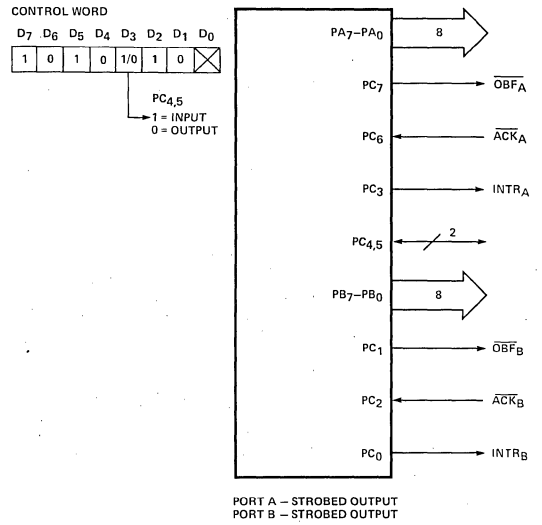 CONTROL WORD
D7 D6 D5 D4 D3 D2 D1 D0
1 0 1 0 1/0 1 0
PC4,5
1 = INPUT
0 = OUTPUT
PA7–PA0 8
PC7 OBFA
PC6 ACKA
PC3 INTRA
PC4,5 2
PB7–PB0 8
PC1 OBFB
PC2 ACKB
PC0 INTRB
PORT A – STROBED OUTPUT
PORT B – STROBED OUTPUT